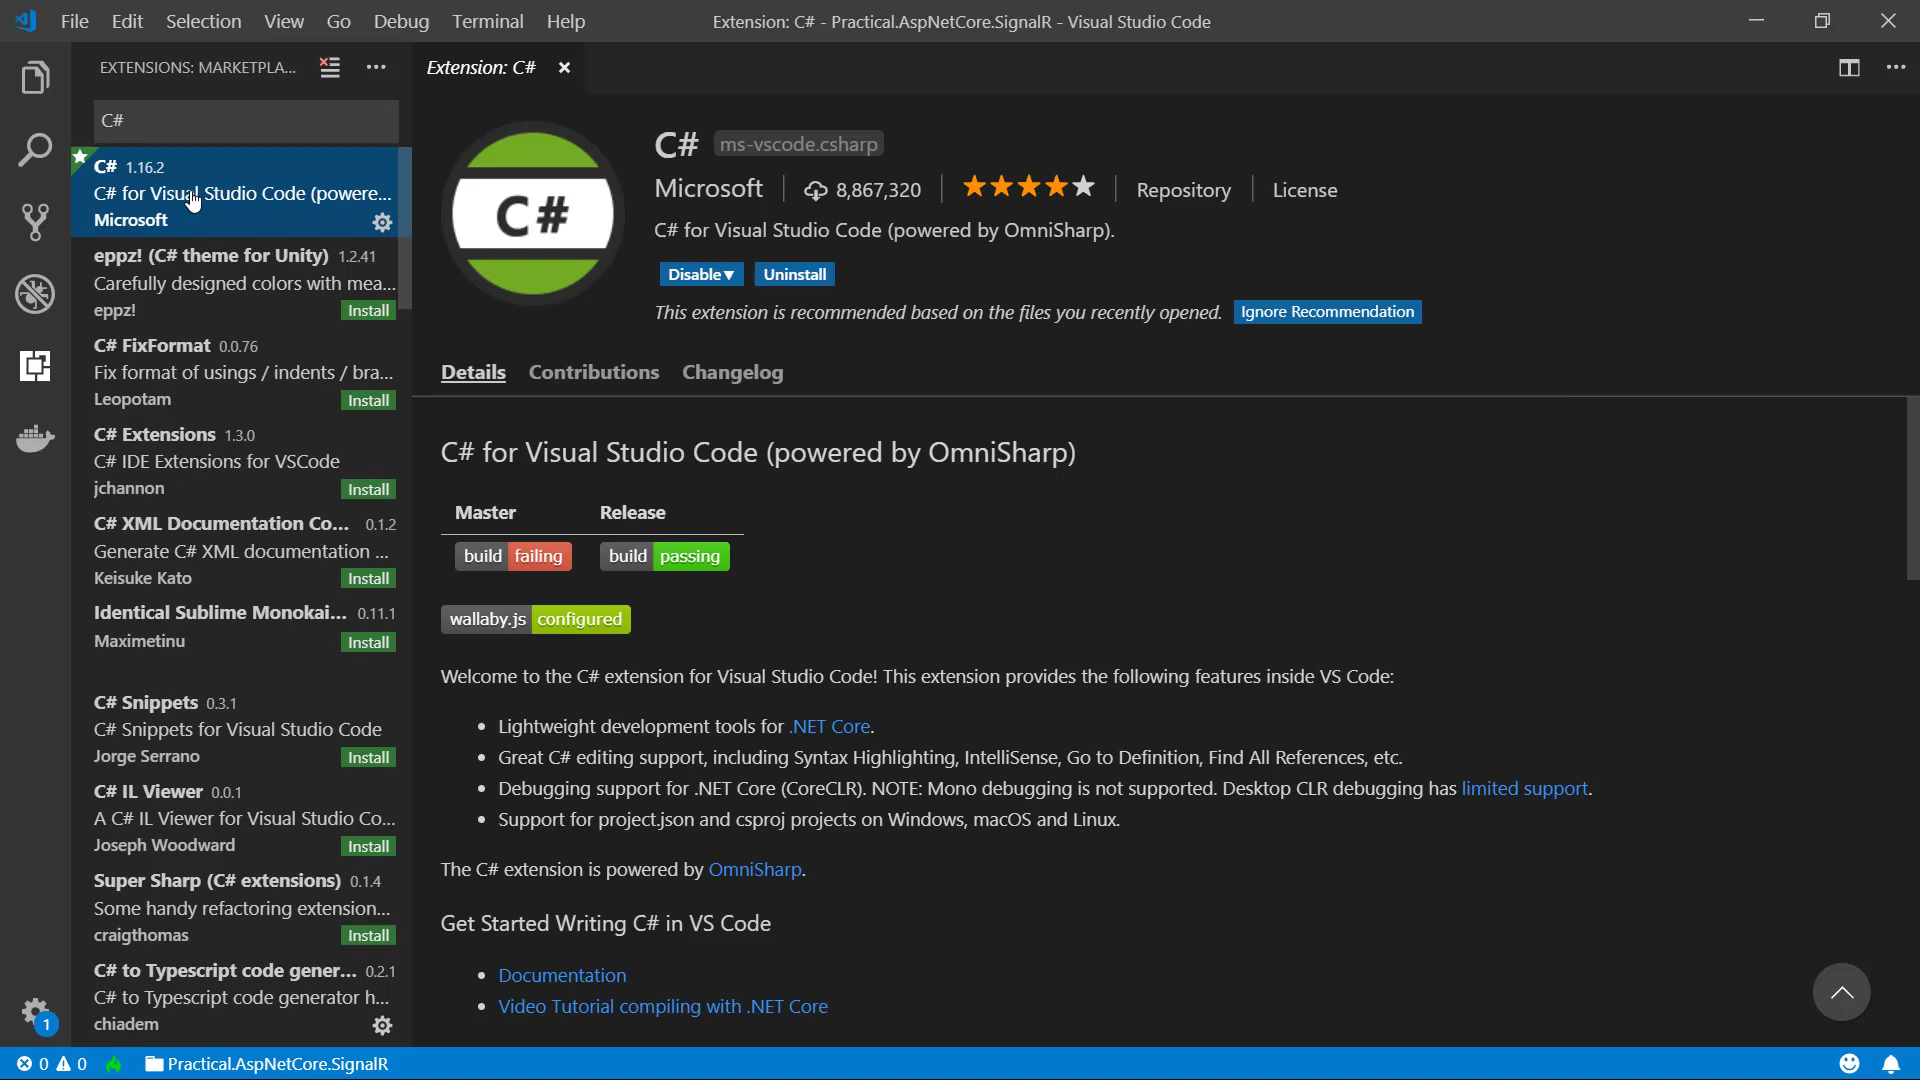 File Edit Selection View Go Debug Terminal Help
Extension: C# - Practical.AspNetCore.SignalR - Visual Studio Code
EXTENSIONS: MARKETPLA...
C#
C# 1.16.2
C# for Visual Studio Code (powere...
Microsoft
eppz! (C# theme for Unity) 1.2.41
Carefully designed colors with mea...
eppz! Install
C# FixFormat 0.0.76
Fix format of usings / indents / bra...
Leopotam Install
C# Extensions 1.3.0
C# IDE Extensions for VSCode
jchannon Install
C# XML Documentation Co... 0.1.2
Generate C# XML documentation ...
Keisuke Kato Install
Identical Sublime Monokai... 0.11.1
Maximetinu Install
C# Snippets 0.3.1
C# Snippets for Visual Studio Code
Jorge Serrano Install
C# IL Viewer 0.0.1
A C# IL Viewer for Visual Studio Co...
Joseph Woodward Install
Super Sharp (C# extensions) 0.1.4
Some handy refactoring extension...
craigthomas Install
C# to Typescript code gener... 0.2.1
C# to Typescript code generator h...
chiadem
Extension: C#
C#
C# ms-vscode.csharp
Microsoft 8,867,320 Repository License
C# for Visual Studio Code (powered by OmniSharp).
Disable Uninstall
This extension is recommended based on the files you recently opened. Ignore Recommendation
Details Contributions Changelog
C# for Visual Studio Code (powered by OmniSharp)
Master Release
build failing build passing
wallaby.js configured
Welcome to the C# extension for Visual Studio Code! This extension provides the following features inside VS Code:
• Lightweight development tools for .NET Core.
• Great C# editing support, including Syntax Highlighting, IntelliSense, Go to Definition, Find All References, etc.
• Debugging support for .NET Core (CoreCLR). NOTE: Mono debugging is not supported. Desktop CLR debugging has limited support.
• Support for project.json and csproj projects on Windows, macOS and Linux.
The C# extension is powered by OmniSharp.
Get Started Writing C# in VS Code
• Documentation
• Video Tutorial compiling with .NET Core
1
0 0 Practical.AspNetCore.SignalR